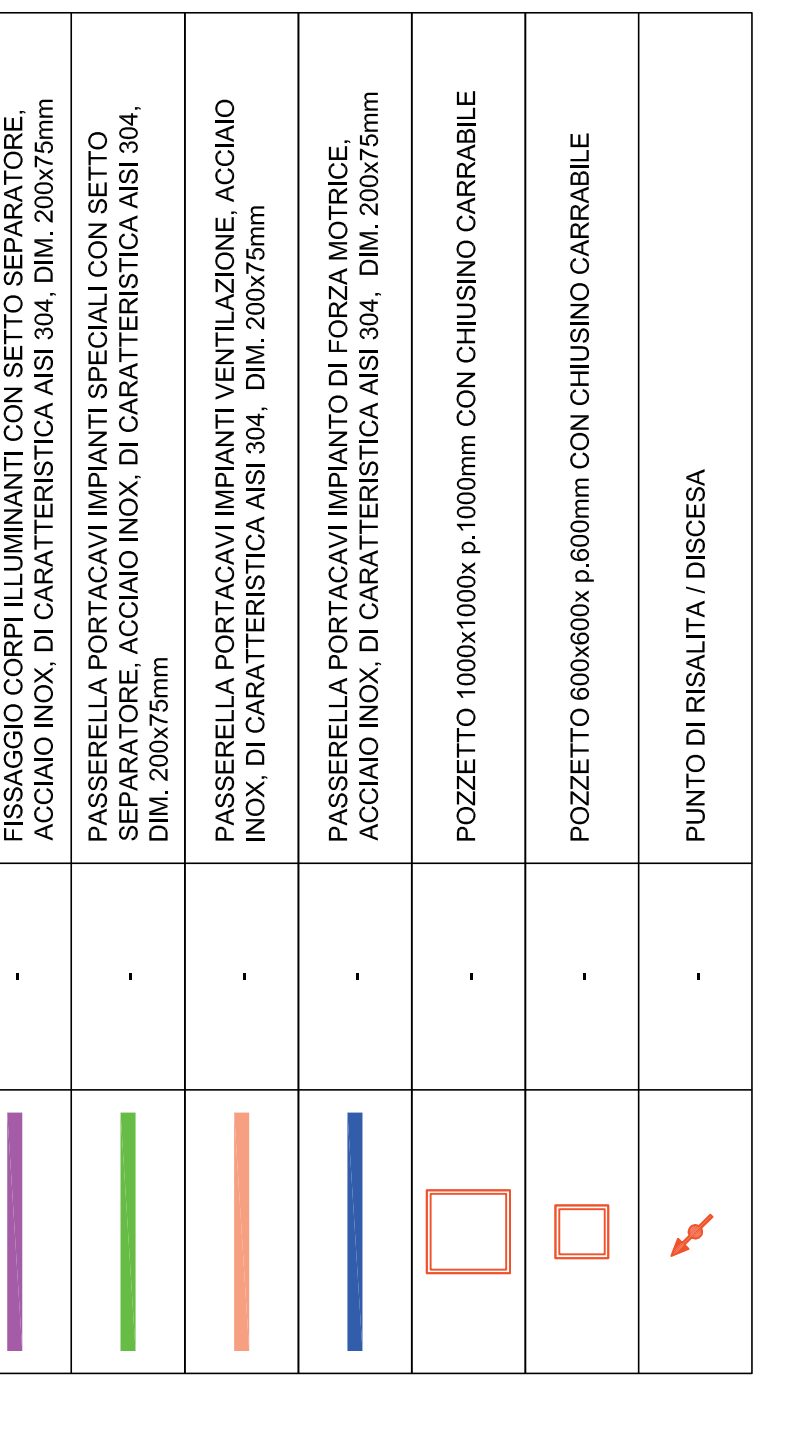 FISSAGGIO CORPI ILLUMINANTI CON SETTO SEPARATORE,
ACCIAIO INOX, DI CARATTERISTICA AISI 304, DIM. 200x75mm
-
PASSERELLA PORTACAVI IMPIANTI SPECIALI CON SETTO
SEPARATORE, ACCIAIO INOX, DI CARATTERISTICA AISI 304,
DIM. 200x75mm
-
PASSERELLA PORTACAVI IMPIANTI VENTILAZIONE, ACCIAIO
INOX, DI CARATTERISTICA AISI 304, DIM. 200x75mm
-
PASSERELLA PORTACAVI IMPIANTO DI FORZA MOTRICE,
ACCIAIO INOX, DI CARATTERISTICA AISI 304, DIM. 200x75mm
-
POZZETTO 1000x1000x p.1000mm CON CHIUSINO CARRABILE
-
POZZETTO 600x600x p.600mm CON CHIUSINO CARRABILE
-
PUNTO DI RISALITA / DISCESA
-